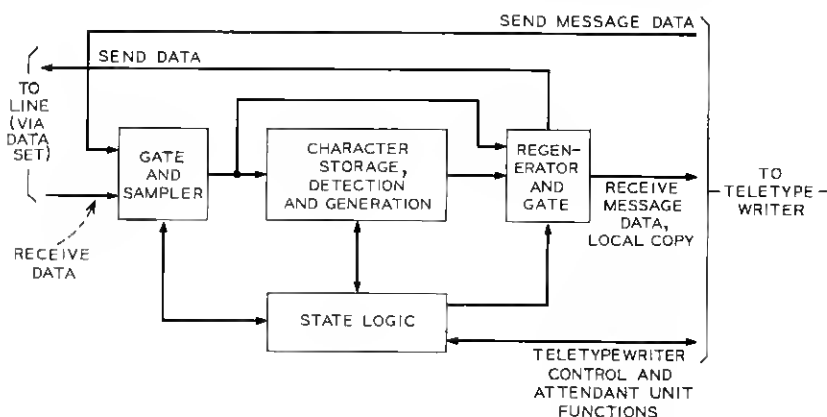 SEND MESSAGE DATA
SEND DATA
TO
LINE
(VIA
DATA
SET)
GATE
AND
SAMPLER
CHARACTER
STORAGE,
DETECTION
AND GENERATION
REGEN-
ERATOR
AND
GATE
RECEIVE
MESSAGE
DATA,
LOCAL COPY
TO
TELETYPE-
WRITER
RECEIVE
DATA
STATE LOGIC
TELETYPEWRITER
CONTROL AND
ATTENDANT UNIT
FUNCTIONS